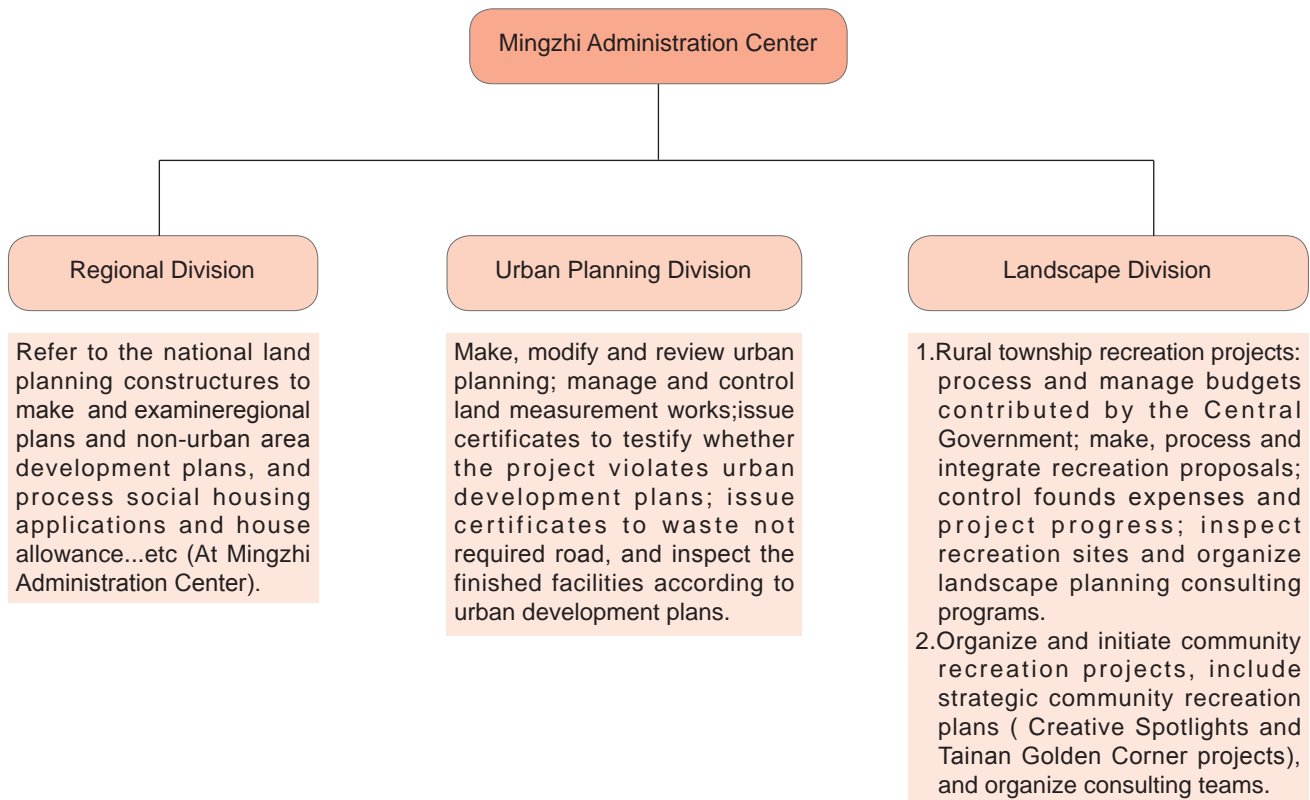 Mingzhi Administration Center
Regional Division
Urban Planning Division
Landscape Division
Refer to the national land
planning constructures to
make and examineregional
plans and non-urban area
development plans, and
process social housing
applications and house
allowance...etc (At Mingzhi
Administration Center).
Make, modify and review urban
planning; manage and control
land measurement works;issue
certificates to testify whether
the project violates urban
development plans; issue
certificates to waste not
required road, and inspect the
finished facilities according to
urban development plans.
1.Rural township recreation projects:
process and manage budgets
contributed by the Central
Government; make, process and
integrate recreation proposals;
control founds expenses and
project progress; inspect
recreation sites and organize
landscape planning consulting
programs.
2.Organize and initiate community
recreation projects, include
strategic community recreation
plans ( Creative Spotlights and
Tainan Golden Corner projects),
and organize consulting teams.